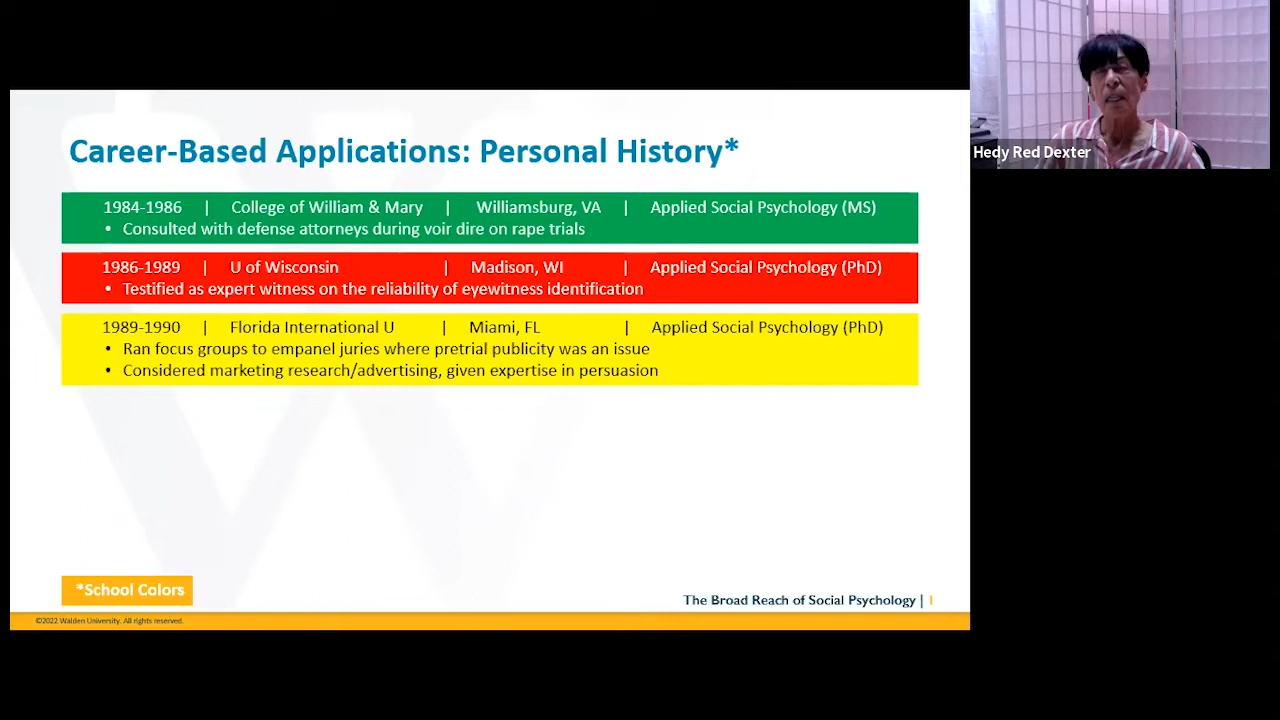 Career-Based Applications: Personal History*
1984-1986 | College of William & Mary | Williamsburg, VA | Applied Social Psychology (MS)
• Consulted with defense attorneys during voir dire on rape trials
1986-1989 | U of Wisconsin | Madison, WI | Applied Social Psychology (PhD)
• Testified as expert witness on the reliability of eyewitness identification
1989-1990 | Florida International U | Miami, FL | Applied Social Psychology (PhD)
• Ran focus groups to empanel juries where pretrial publicity was an issue
• Considered marketing research/advertising, given expertise in persuasion
*School Colors
The Broad Reach of Social Psychology |
©2022 Walden University. All rights reserved.
Hedy Red Dexter